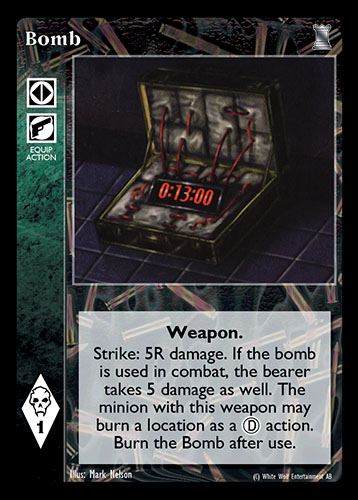 Bomb
EQUIP
ACTION
0:13:00
Weapon.
Strike: 5R damage. If the bomb
is used in combat, the bearer
takes 5 damage as well. The
minion with this weapon may
burn a location as a Ⓓ action.
Burn the Bomb after use.
1
Illus: Mark Nelson
(C) White Wolf Entertainment AB